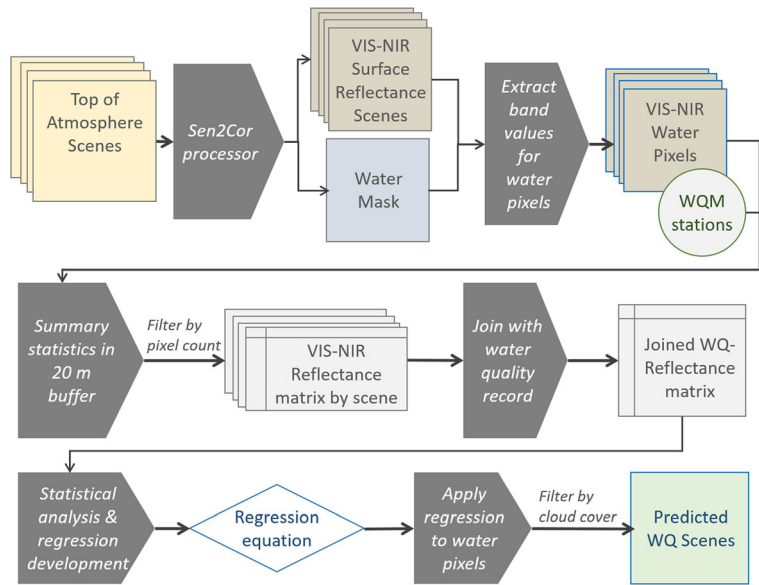 Top of
Atmosphere
Scenes
Sen2Cor
processor
VIS-NIR
Surface
Reflectance
Scenes
Water
Mask
Extract
band
values
for
water
pixels
VIS-NIR
Water
Pixels
WQM
stations
Summary
statistics in
20 m
buffer
Filter by
pixel count
VIS-NIR
Reflectance
matrix by scene
Join with
water
quality
record
Joined WQ-
Reflectance
matrix
Statistical
analysis &
regression
development
Regression
equation
Apply
regression
to water
pixels
Filter by
cloud cover
Predicted
WQ Scenes